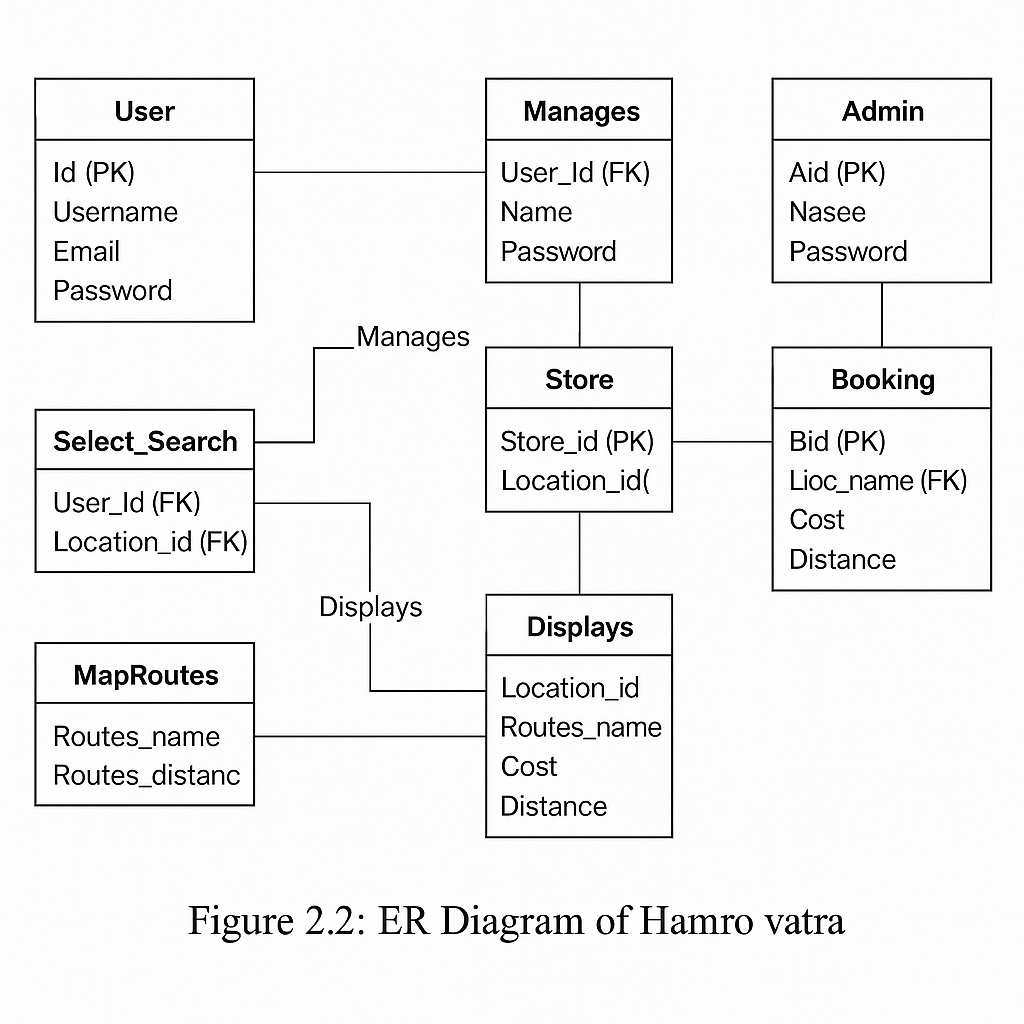 User
Id (PK)
Username
Email
Password
Manages
User_Id (FK)
Name
Password
Admin
Aid (PK)
Nasee
Password
Manages
Select_Search
User_Id (FK)
Location_id (FK)
Store
Store_id (PK)
Location_id(
Booking
Bid (PK)
Lioc_name (FK)
Cost
Distance
Displays
MapRoutes
Routes_name
Routes_distanc
Displays
Location_id
Routes_name
Cost
Distance
Figure 2.2: ER Diagram of Hamro vatra